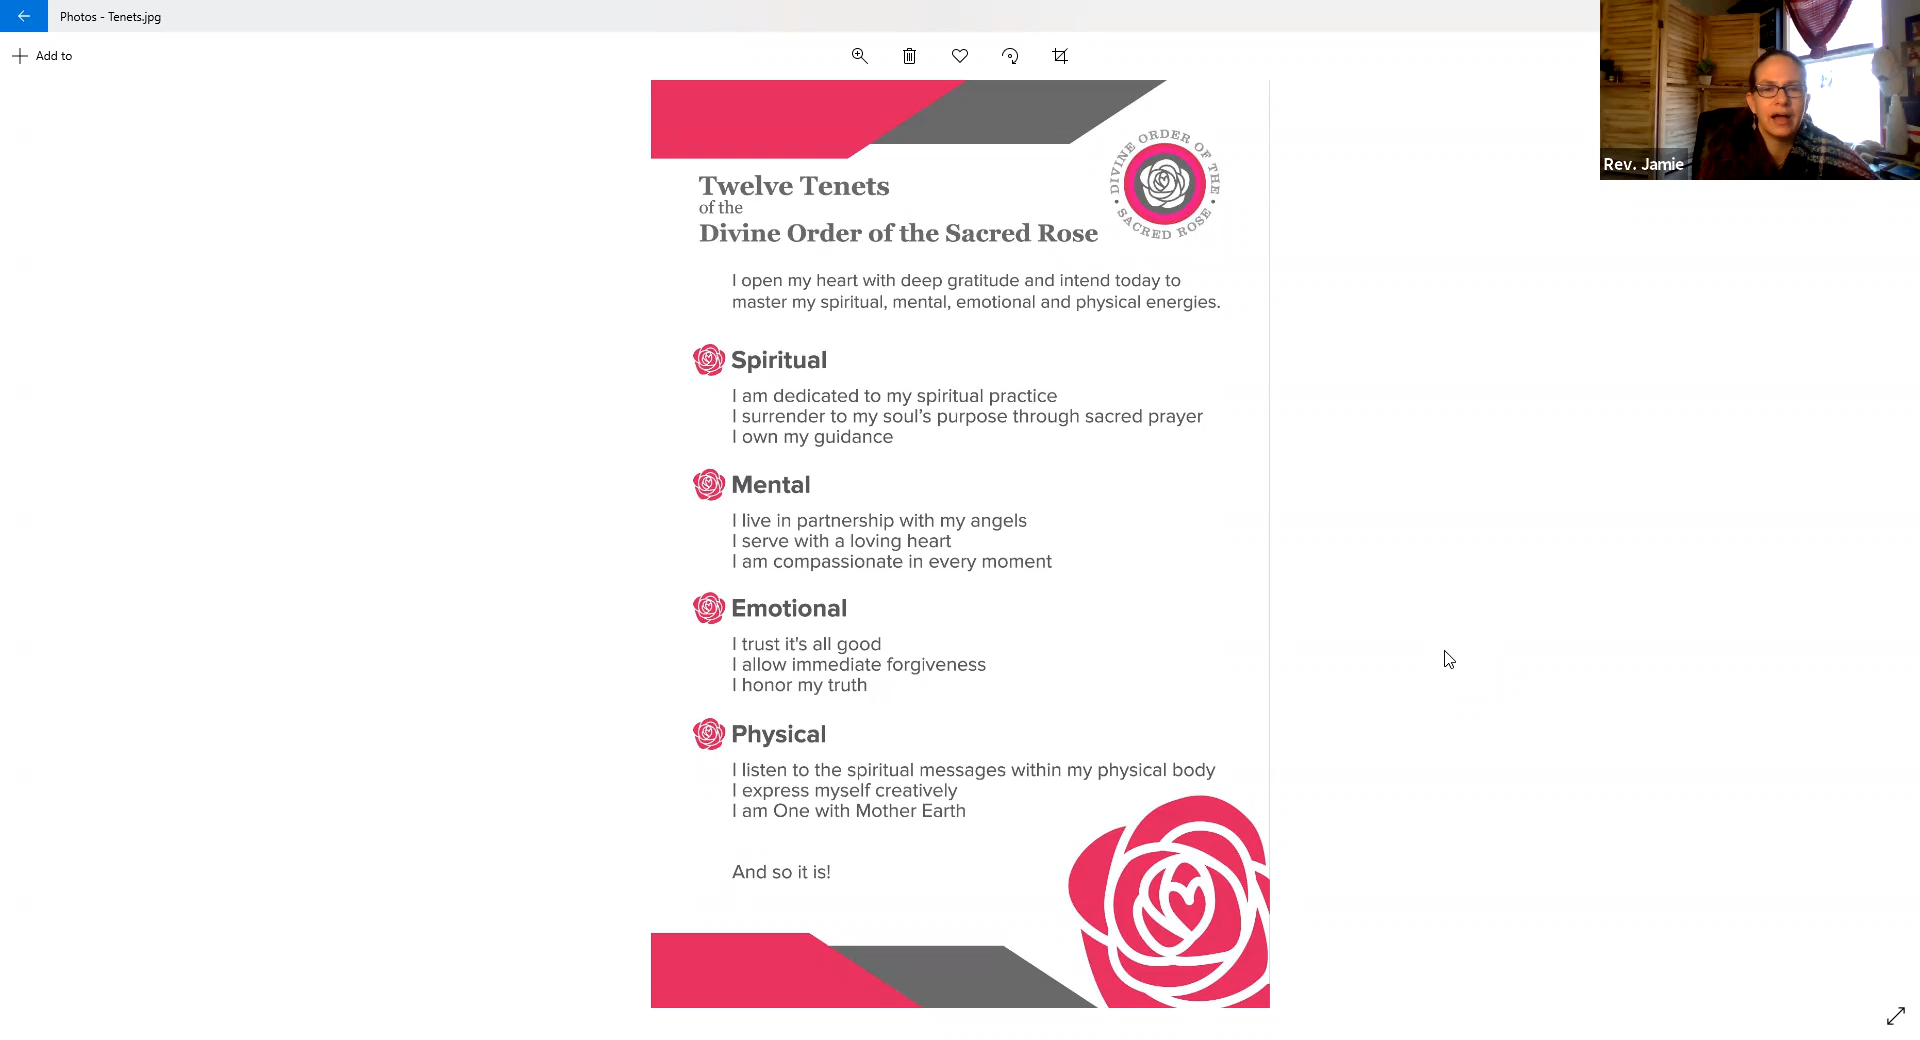 Photos - Tenets.jpg
Add to
Rev. Jamie
Twelve Tenets
of the
Divine Order of the Sacred Rose
• DIVINE ORDER OF THE • SACRED ROSE
I open my heart with deep gratitude and intend today to
master my spiritual, mental, emotional and physical energies.
Spiritual
I am dedicated to my spiritual practice
I surrender to my soul’s purpose through sacred prayer
I own my guidance
Mental
I live in partnership with my angels
I serve with a loving heart
I am compassionate in every moment
Emotional
I trust it's all good
I allow immediate forgiveness
I honor my truth
Physical
I listen to the spiritual messages within my physical body
I express myself creatively
I am One with Mother Earth
And so it is!